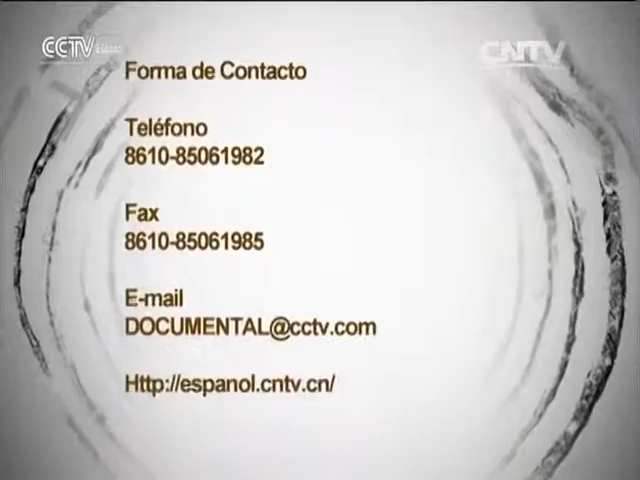 CCTV Español
CNTV
Forma de Contacto
Teléfono
8610-85061982
Fax
8610-85061985
E-mail
DOCUMENTAL@cctv.com
Http://espanol.cntv.cn/